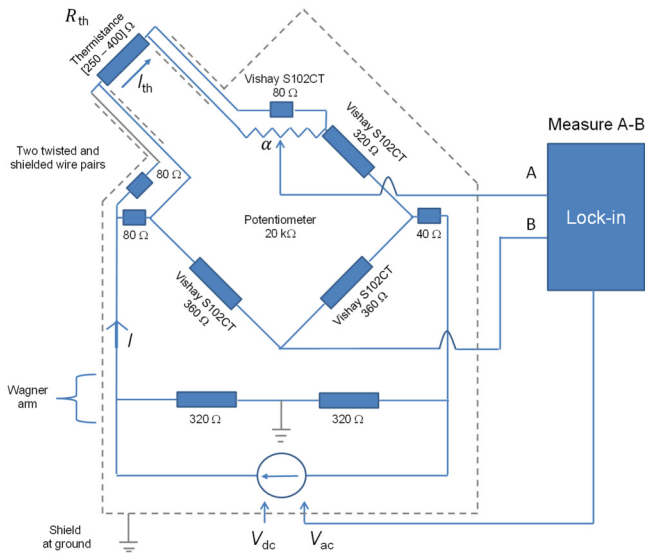 R_th
Thermistance
[250 – 400] Ω
I_th
Vishay S102CT
80 Ω
α
Vishay S102CT
320 Ω
Measure A-B
A
B
Lock-in
Two twisted and
shielded wire pairs
80 Ω
80 Ω
Potentiometer
20 kΩ
40 Ω
Vishay S102CT
360 Ω
Vishay S102CT
360 Ω
I
Wagner
arm
320 Ω
320 Ω
Shield
at ground
V_dc
V_ac